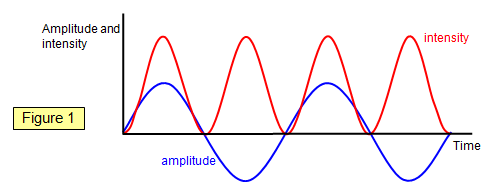 Amplitude and
intensity
intensity
Figure 1
Time
amplitude